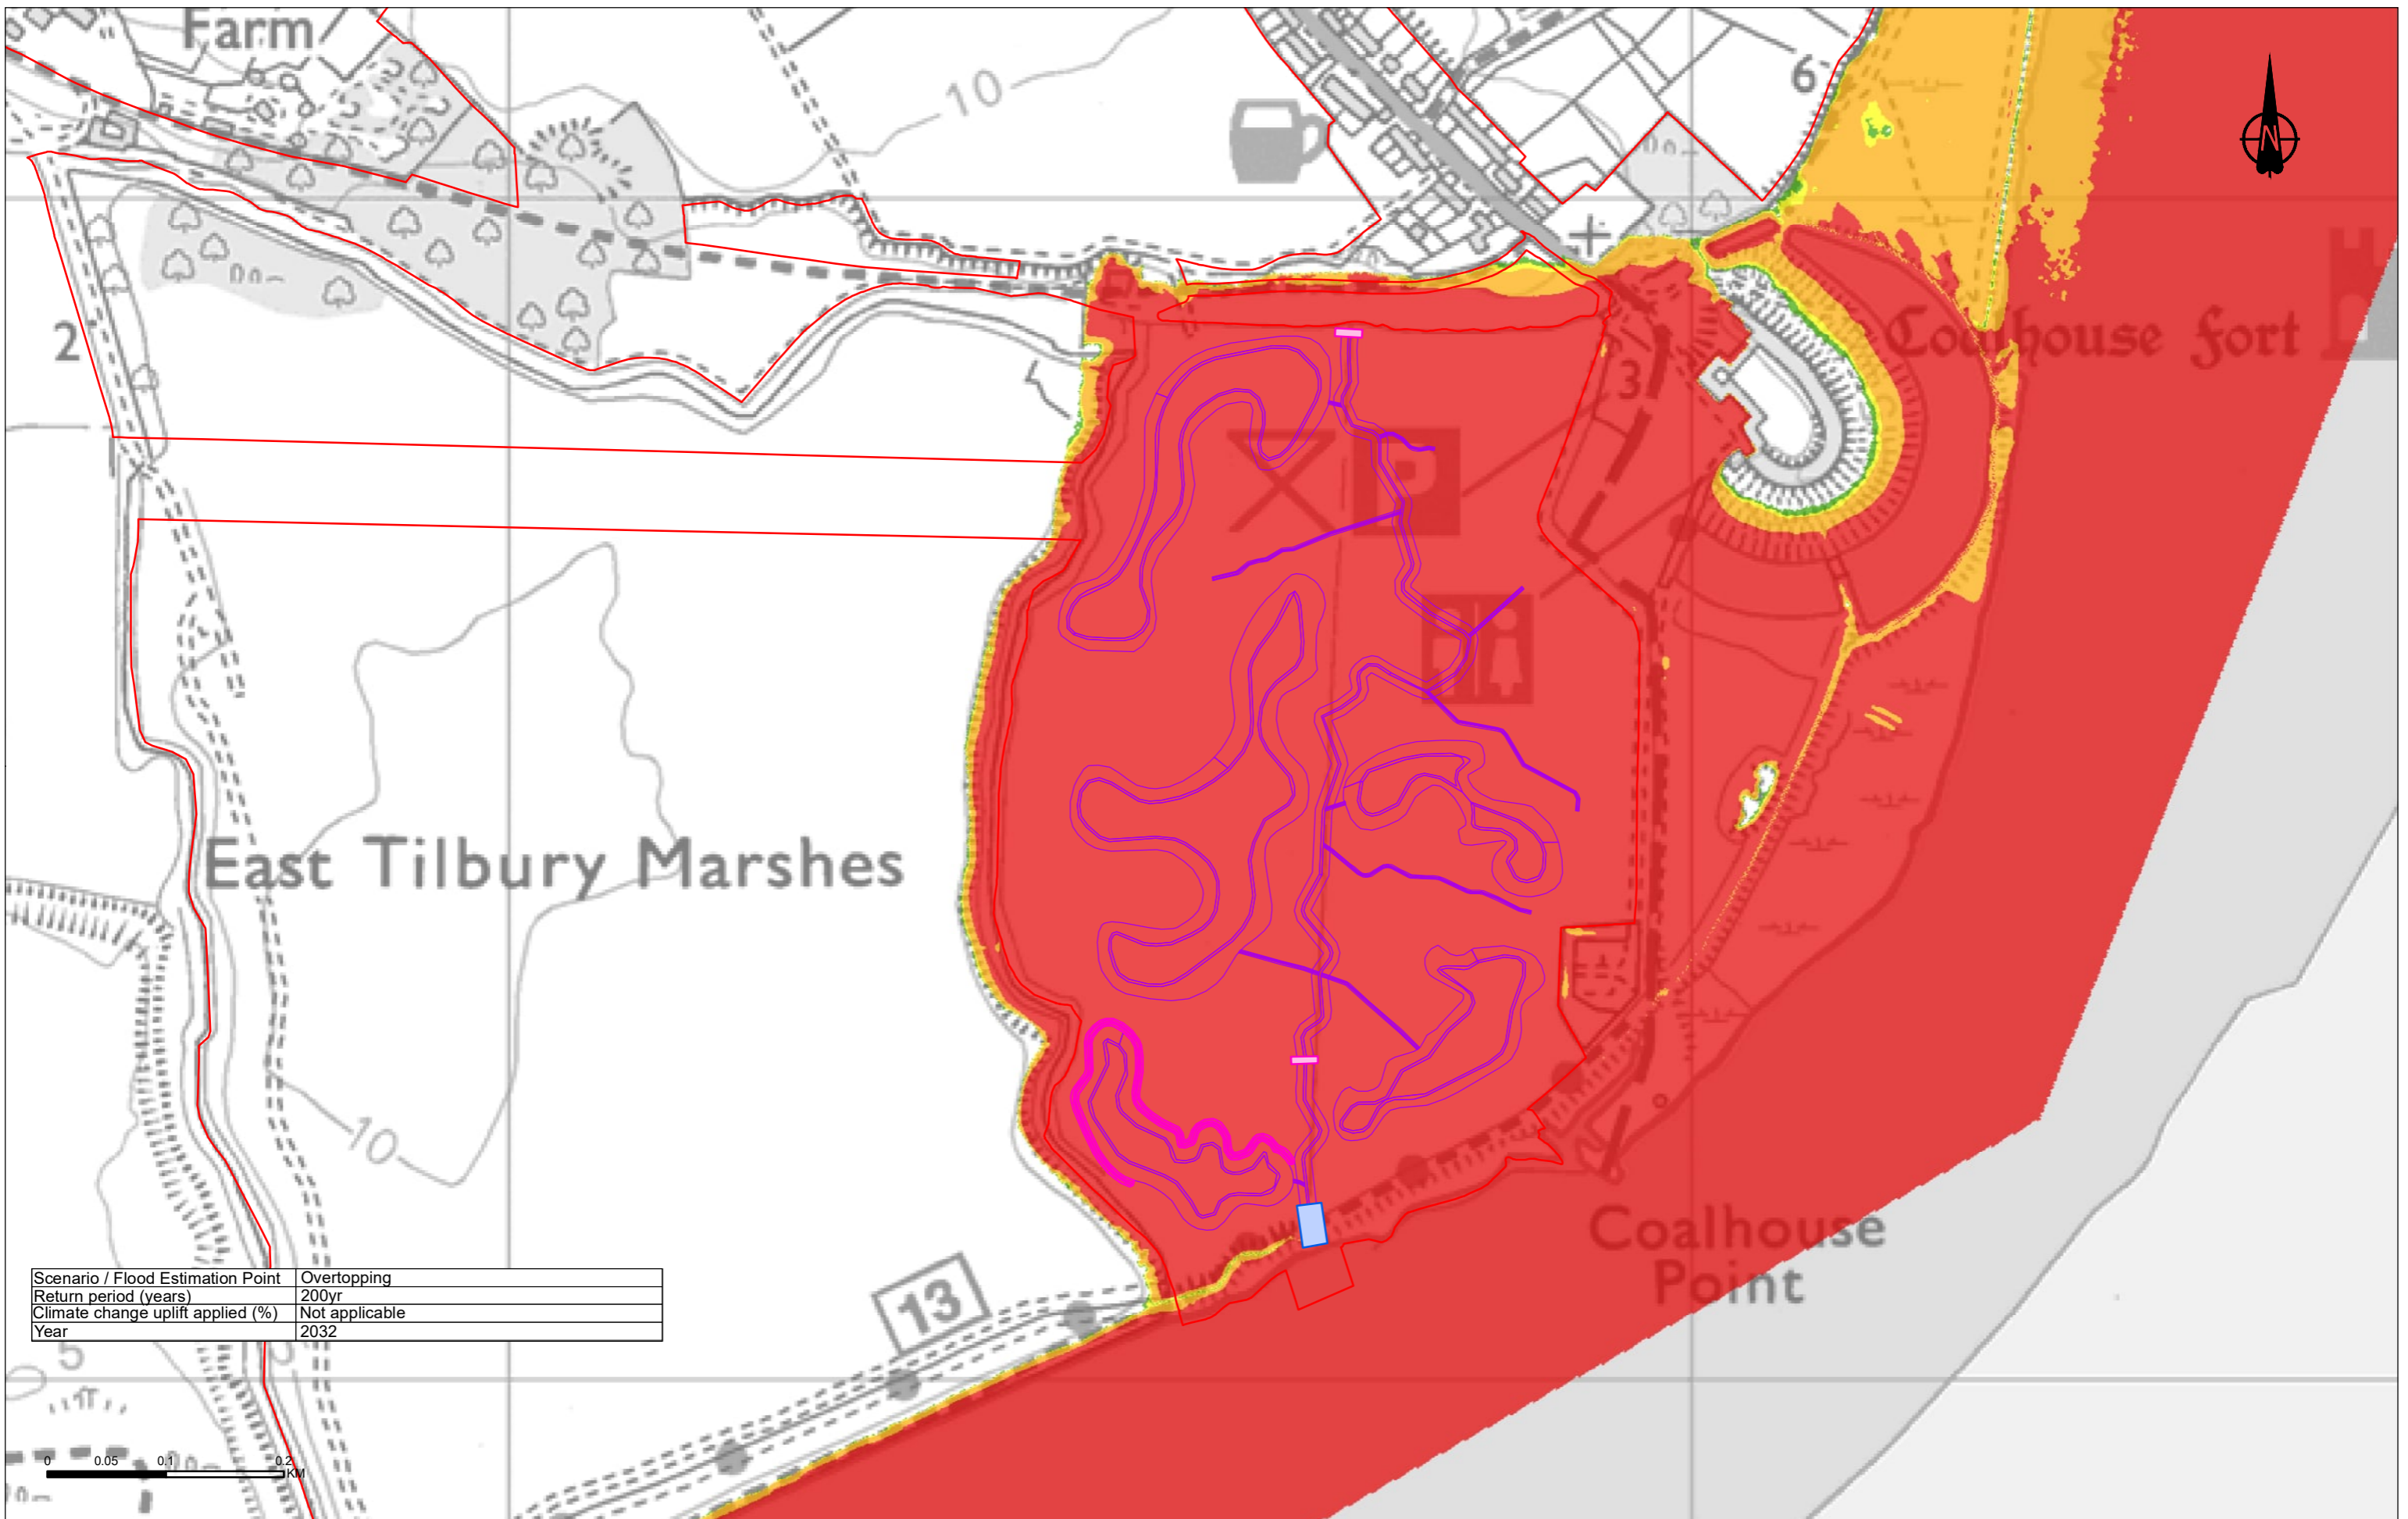 Farm
10
6
N
2
3
Coalhouse Fort
P
East Tilbury Marshes
10
Coalhouse
Point
13
Scenario / Flood Estimation Point Overtopping
Return period (years) 200yr
Climate change uplift applied (%) Not applicable
Year 2032
5
0 0.05 0.1 0.2
KM